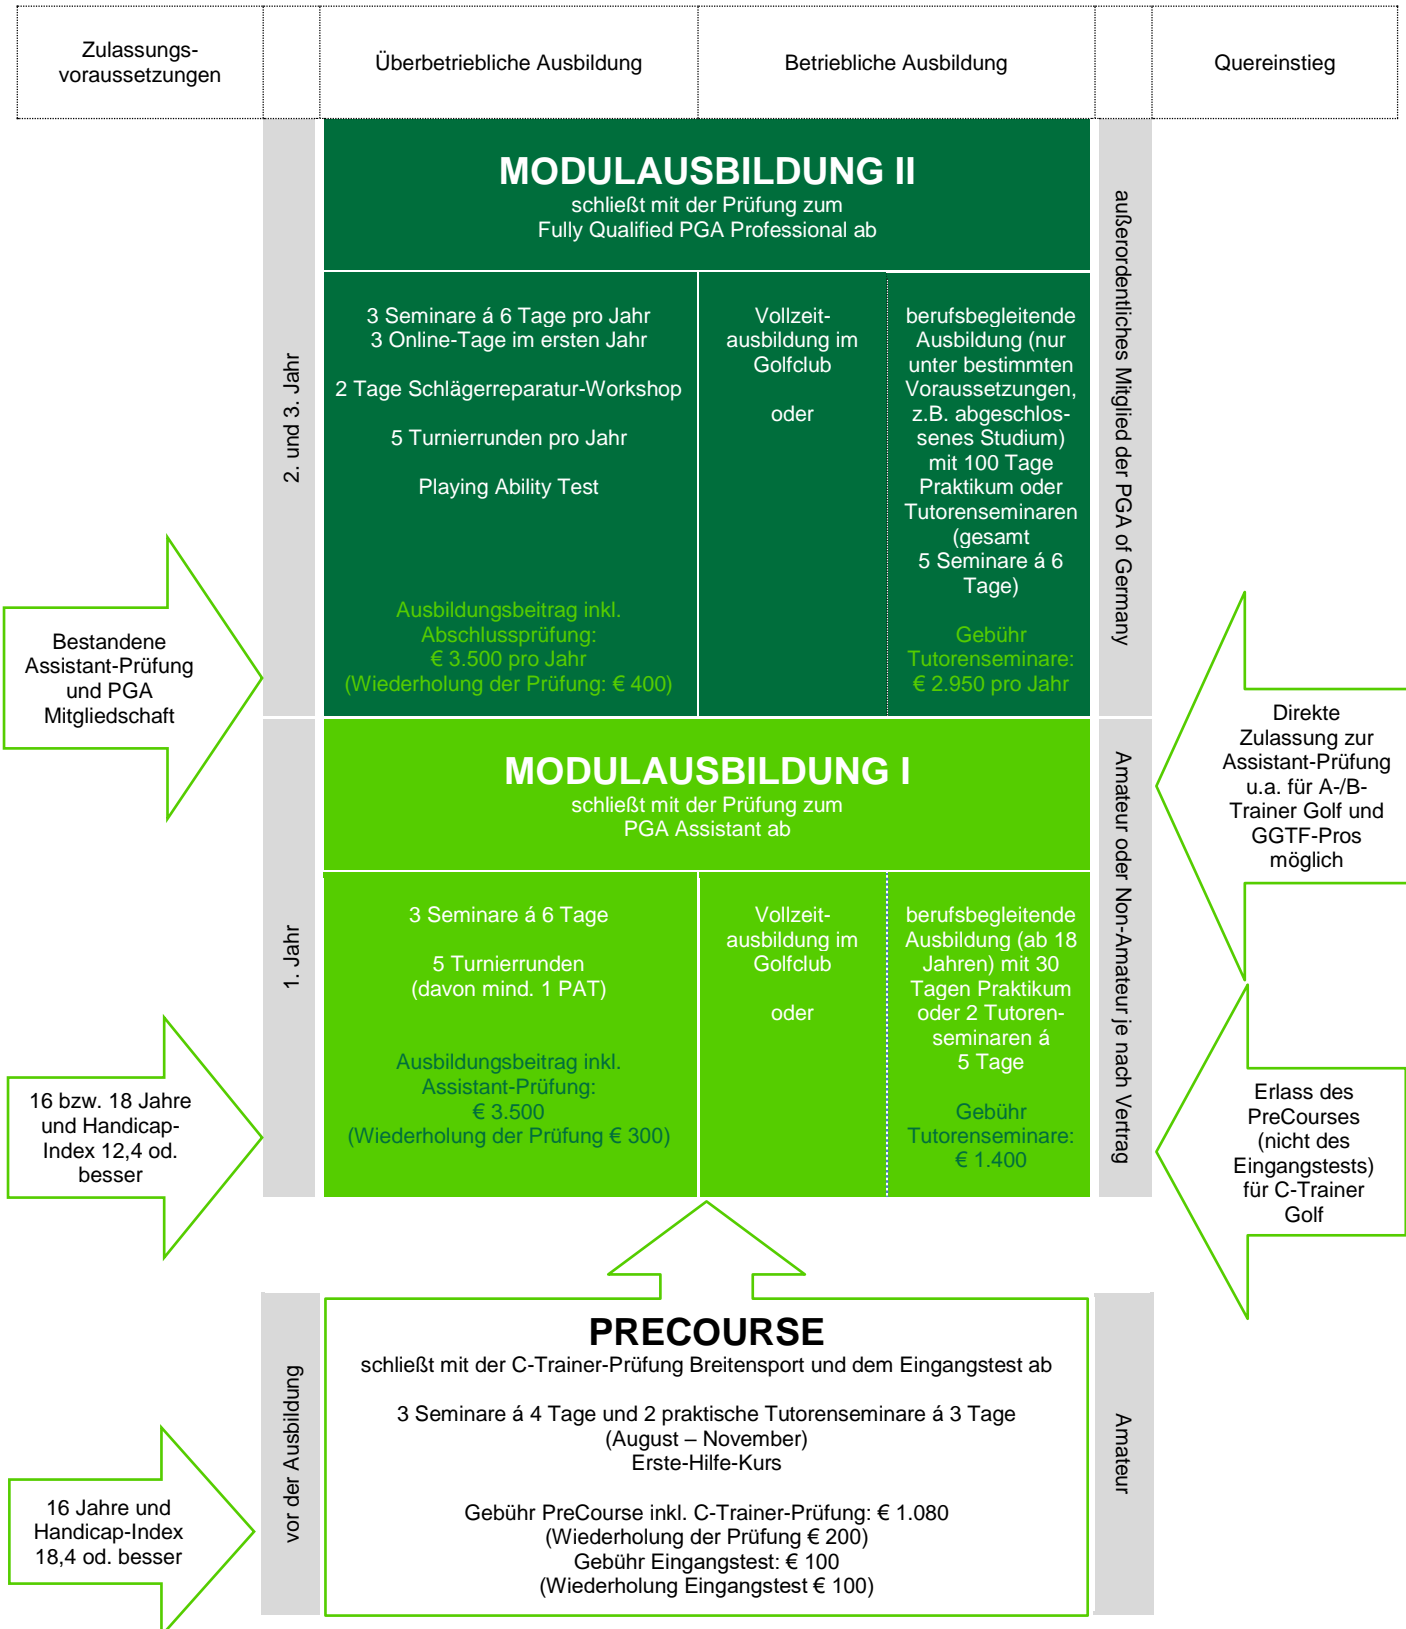 Zulassungs-
voraussetzungen
Überbetriebliche Ausbildung
Betriebliche Ausbildung
Quereinstieg
MODULAUSBILDUNG II
schließt mit der Prüfung zum
Fully Qualified PGA Professional ab
2. und 3. Jahr
3 Seminare á 6 Tage pro Jahr
3 Online-Tage im ersten Jahr
2 Tage Schlägerreparatur-Workshop
5 Turnierrunden pro Jahr
Playing Ability Test
Ausbildungsbeitrag inkl.
Abschlussprüfung:
€ 3.500 pro Jahr
(Wiederholung der Prüfung: € 400)
Vollzeit-
ausbildung im
Golfclub
oder
berufsbegleitende
Ausbildung (nur
unter bestimmten
Voraussetzungen,
z.B. abgeschlos-
senes Studium)
mit 100 Tage
Praktikum oder
Tutorenseminaren
(gesamt
5 Seminare á 6
Tage)
Gebühr
Tutorenseminare:
€ 2.950 pro Jahr
außerordentliches Mitglied der PGA of Germany
Bestandene
Assistant-Prüfung
und PGA
Mitgliedschaft
Direkte
Zulassung zur
Assistant-Prüfung
u.a. für A-/B-
Trainer Golf und
GGTF-Pros
möglich
MODULAUSBILDUNG I
schließt mit der Prüfung zum
PGA Assistant ab
1. Jahr
3 Seminare á 6 Tage
5 Turnierrunden
(davon mind. 1 PAT)
Ausbildungsbeitrag inkl.
Assistant-Prüfung:
€ 3.500
(Wiederholung der Prüfung € 300)
Vollzeit-
ausbildung im
Golfclub
oder
berufsbegleitende
Ausbildung (ab 18
Jahren) mit 30
Tagen Praktikum
oder 2 Tutoren-
seminaren á
5 Tage
Gebühr
Tutorenseminare:
€ 1.400
Amateur oder Non-Amateur je nach Vertrag
16 bzw. 18 Jahre
und Handicap-
Index 12,4 od.
besser
Erlass des
PreCourses
(nicht des
Eingangstests)
für C-Trainer
Golf
PRECOURSE
schließt mit der C-Trainer-Prüfung Breitensport und dem Eingangstest ab
vor der Ausbildung
3 Seminare á 4 Tage und 2 praktische Tutorenseminare á 3 Tage
(August – November)
Erste-Hilfe-Kurs
Gebühr PreCourse inkl. C-Trainer-Prüfung: € 1.080
(Wiederholung der Prüfung € 200)
Gebühr Eingangstest: € 100
(Wiederholung Eingangstest € 100)
Amateur
16 Jahre und
Handicap-Index
18,4 od. besser